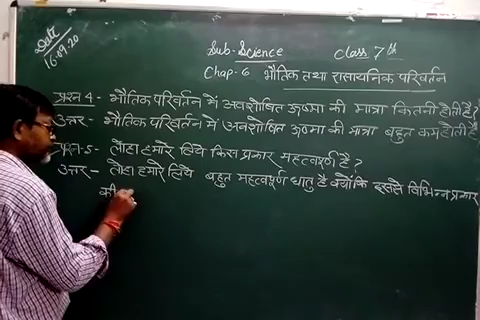 Date
16.09.20
Sub- Science Class 7th
Chap- 6 भौतिक तथा रासायनिक परिवर्तन
प्रश्न 4- भौतिक परिवर्तन में अवशोषित ऊष्मा की मात्रा कितनी होती है?
उत्तर- भौतिक परिवर्तन में अवशोषित ऊष्मा की मात्रा बहुत कम होती है
प्रश्न-5- लोहा हमारे लिये किस प्रकार महत्वपूर्ण है?
उत्तर- लोहा हमारे लिये बहुत महत्वपूर्ण धातु है क्योंकि इससे विभिन्न प्रकार
की